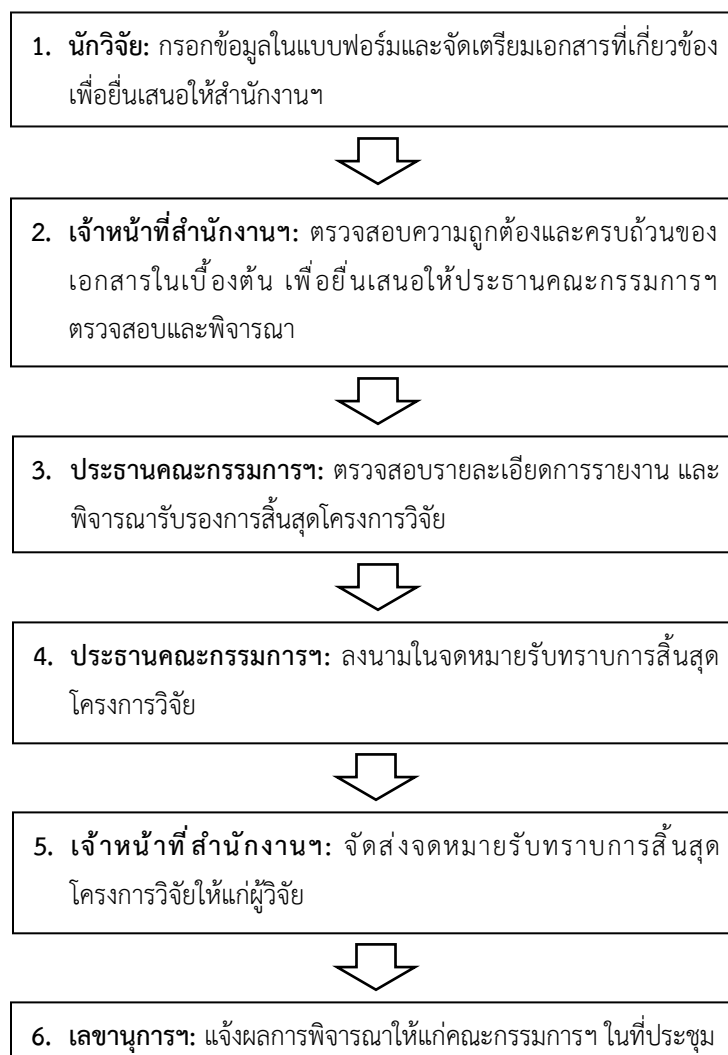 1. นักวิจัย: กรอกข้อมูลในแบบฟอร์มและจัดเตรียมเอกสารที่เกี่ยวข้อง
เพื่อยื่นเสนอให้สำนักงานฯ
2. เจ้าหน้าที่สำนักงานฯ: ตรวจสอบความถูกต้องและครบถ้วนของ
เอกสารในเบื้องต้น เพื่อยื่นเสนอให้ประธานคณะกรรมการฯ
ตรวจสอบและพิจารณา
3. ประธานคณะกรรมการฯ: ตรวจสอบรายละเอียดการรายงาน และ
พิจารณารับรองการสิ้นสุดโครงการวิจัย
4. ประธานคณะกรรมการฯ: ลงนามในจดหมายรับทราบการสิ้นสุด
โครงการวิจัย
5. เจ้าหน้าที่สำนักงานฯ: จัดส่งจดหมายรับทราบการสิ้นสุด
โครงการวิจัยให้แก่ผู้วิจัย
6. เลขานุการฯ: แจ้งผลการพิจารณาให้แก่คณะกรรมการฯ ในที่ประชุม